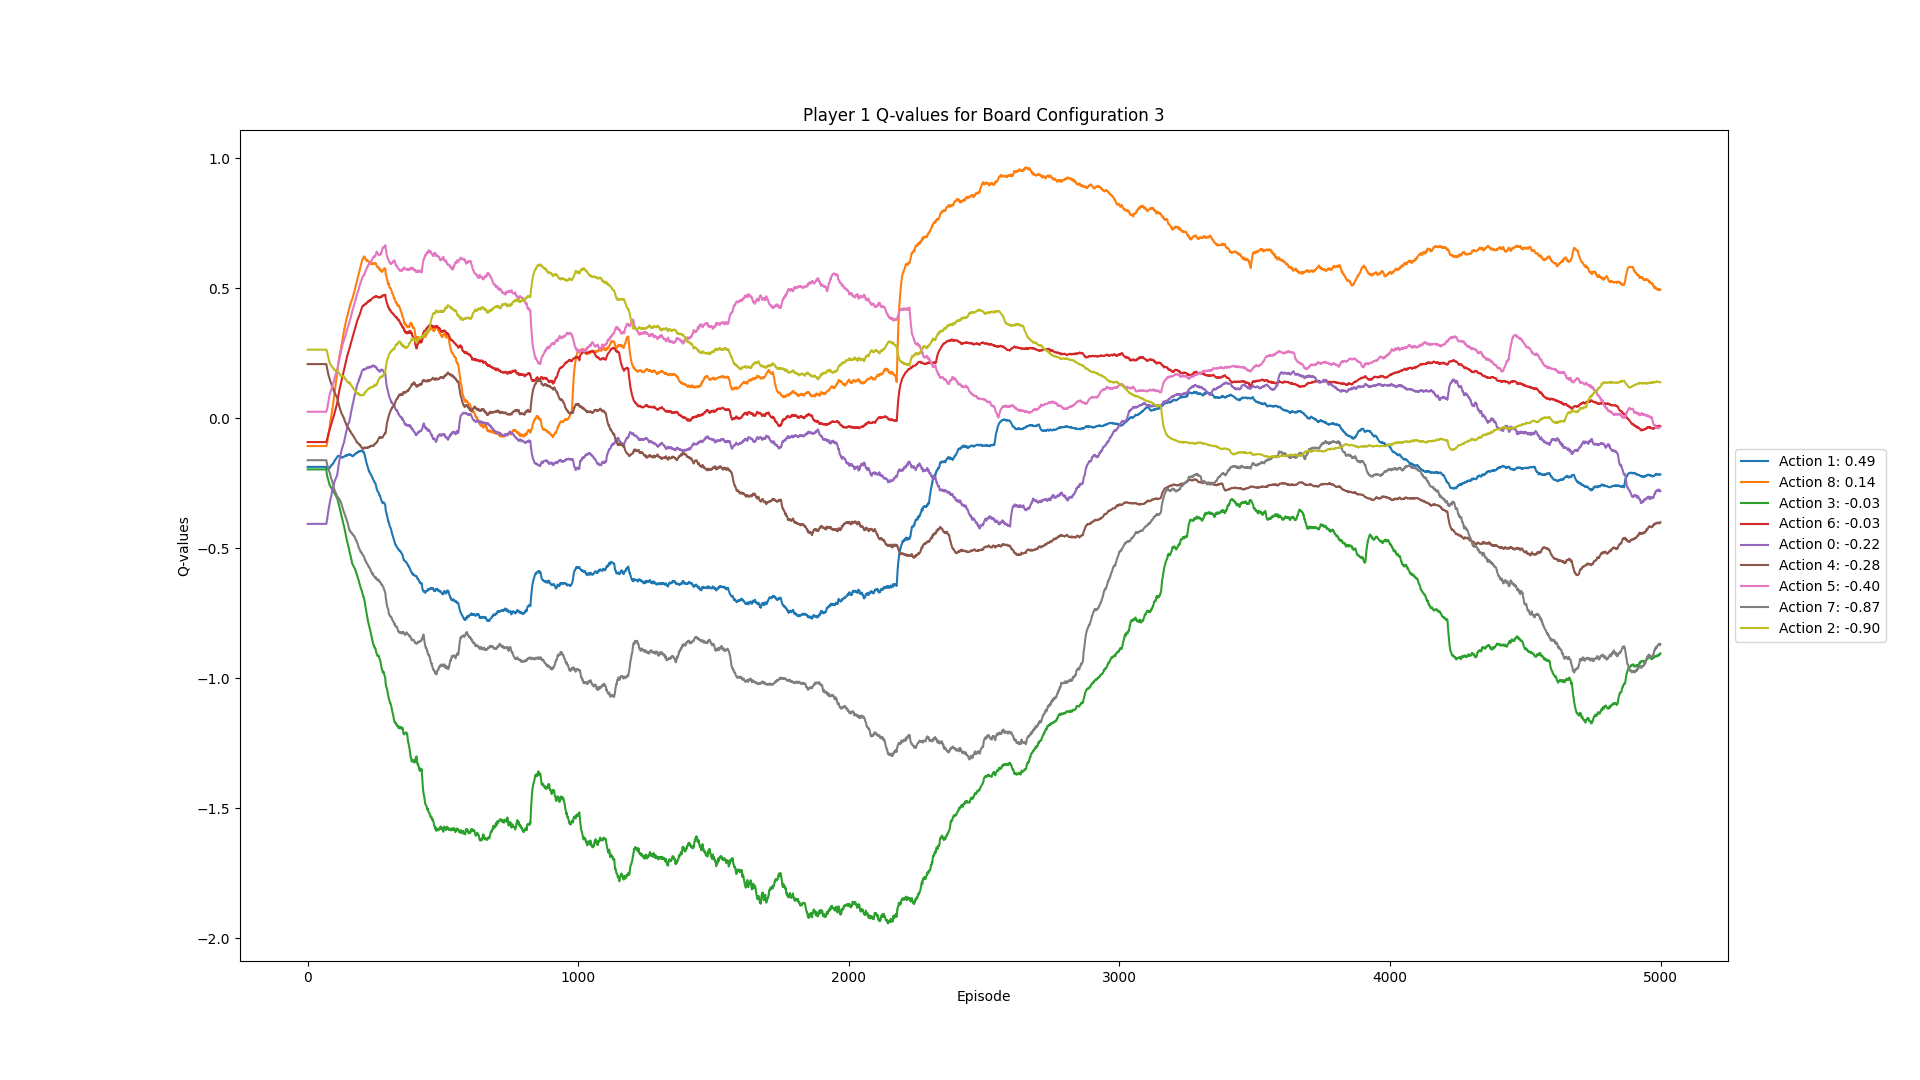 Player 1 Q-values for Board Configuration 3
1.0
0.5
0.0
−0.5
−1.0
−1.5
−2.0
Q-values
0
1000
2000
3000
4000
5000
Episode
Action 1: 0.49
Action 8: 0.14
Action 3: -0.03
Action 6: -0.03
Action 0: -0.22
Action 4: -0.28
Action 5: -0.40
Action 7: -0.87
Action 2: -0.90